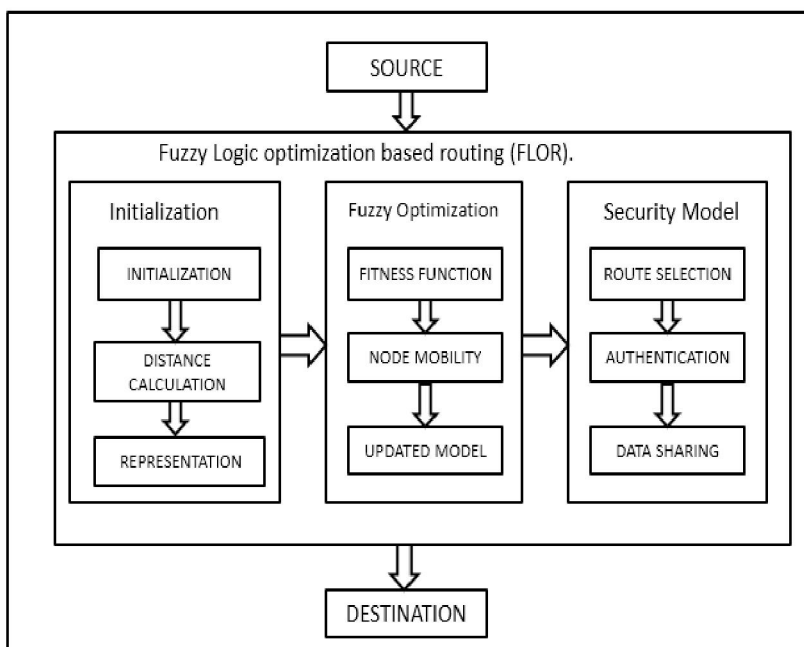 SOURCE
Fuzzy Logic optimization based routing (FLOR).
Initialization
INITIALIZATION
DISTANCE
CALCULATION
REPRESENTATION
Fuzzy Optimization
FITNESS FUNCTION
NODE MOBILITY
UPDATED MODEL
Security Model
ROUTE SELECTION
AUTHENTICATION
DATA SHARING
DESTINATION